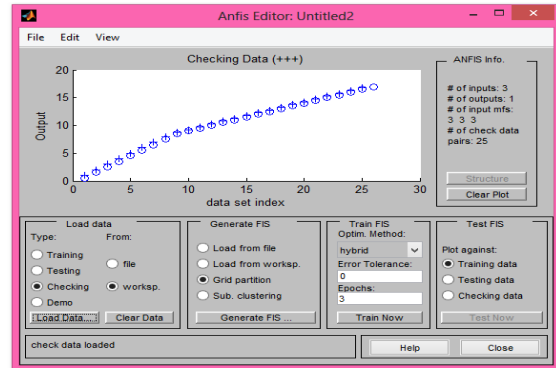 Anfis Editor: Untitled2
File Edit View
Checking Data (+++)
20
15
10
5
0
Output
0 5 10 15 20 25 30
data set index
ANFIS Info.
# of inputs: 3
# of outputs: 1
# of input mfs:
3 3 3
# of check data
pairs: 25
Structure
Clear Plot
Load data
Type: From:
Training
Testing
Checking
Demo
file
worksp.
Load Data... Clear Data
Generate FIS
Load from file
Load from worksp.
Grid partition
Sub. clustering
Generate FIS ...
Train FIS
Optim. Method:
hybrid
Error Tolerance:
0
Epochs:
3
Train Now
Test FIS
Plot against:
Training data
Testing data
Checking data
Test Now
check data loaded
Help Close